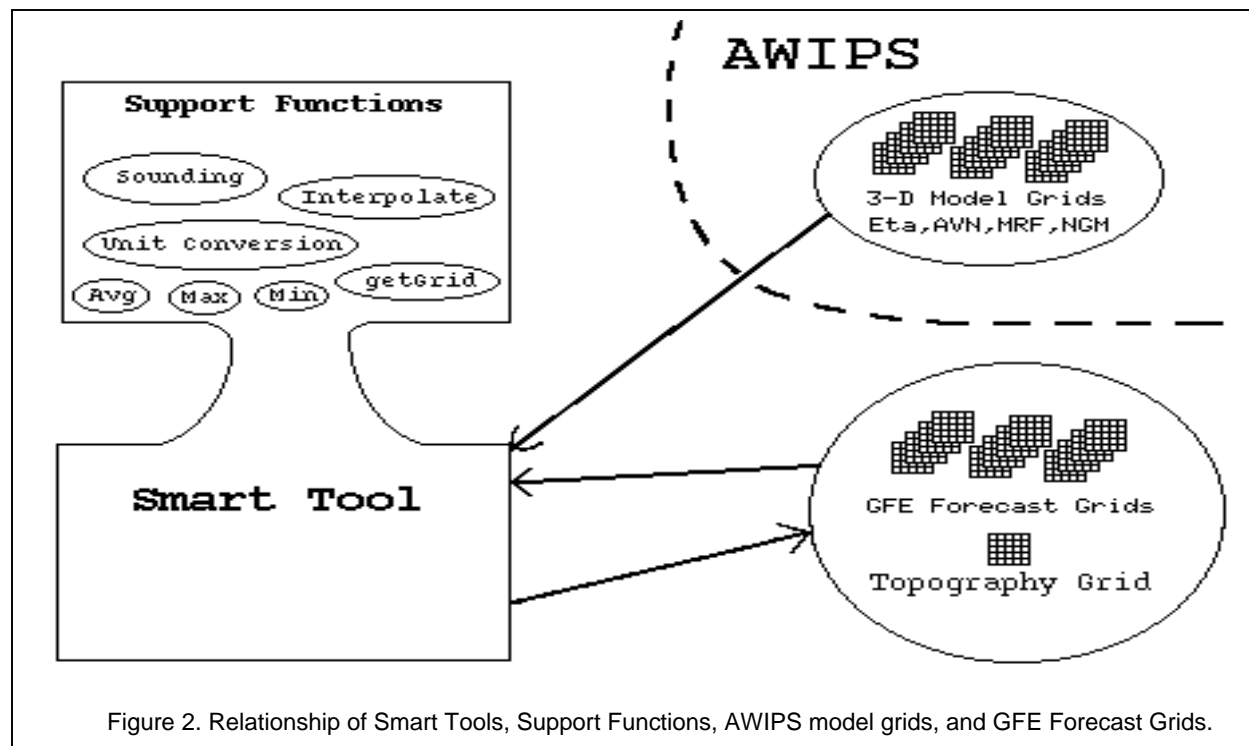 AWIPS
Support Functions
Sounding
Interpolate
Unit Conversion
getGrid
Avg
Max
Min
3-D Model Grids
Eta,AVN,MRF,NGM
Smart Tool
GFE Forecast Grids
Topography Grid
Figure 2. Relationship of Smart Tools, Support Functions, AWIPS model grids, and GFE Forecast Grids.